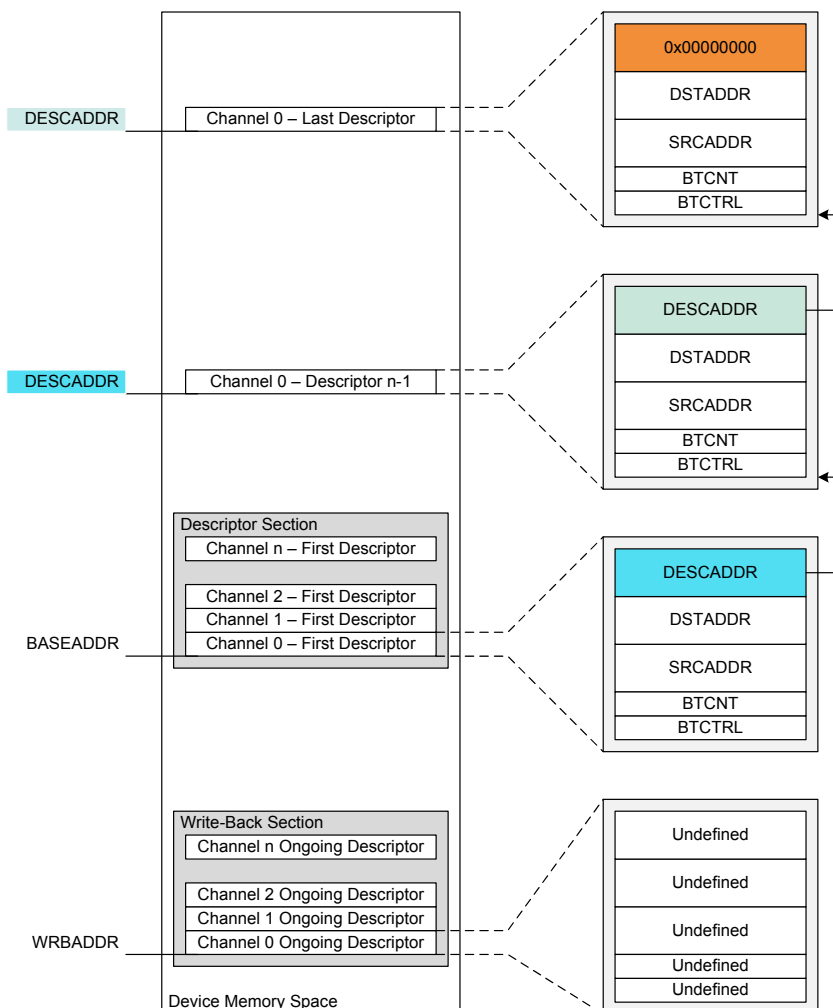 0x00000000
DESCADDR
Channel 0 – Last Descriptor
DSTADDR
SRCADDR
BTCNT
BTCTRL
DESCADDR
DESCADDR
Channel 0 – Descriptor n-1
DSTADDR
SRCADDR
BTCNT
BTCTRL
Descriptor Section
Channel n – First Descriptor
Channel 2 – First Descriptor
Channel 1 – First Descriptor
Channel 0 – First Descriptor
BASEADDR
DESCADDR
DSTADDR
SRCADDR
BTCNT
BTCTRL
Write-Back Section
Channel n Ongoing Descriptor
Channel 2 Ongoing Descriptor
Channel 1 Ongoing Descriptor
Channel 0 Ongoing Descriptor
WRBADDR
Undefined
Undefined
Undefined
Undefined
Undefined
Device Memory Space